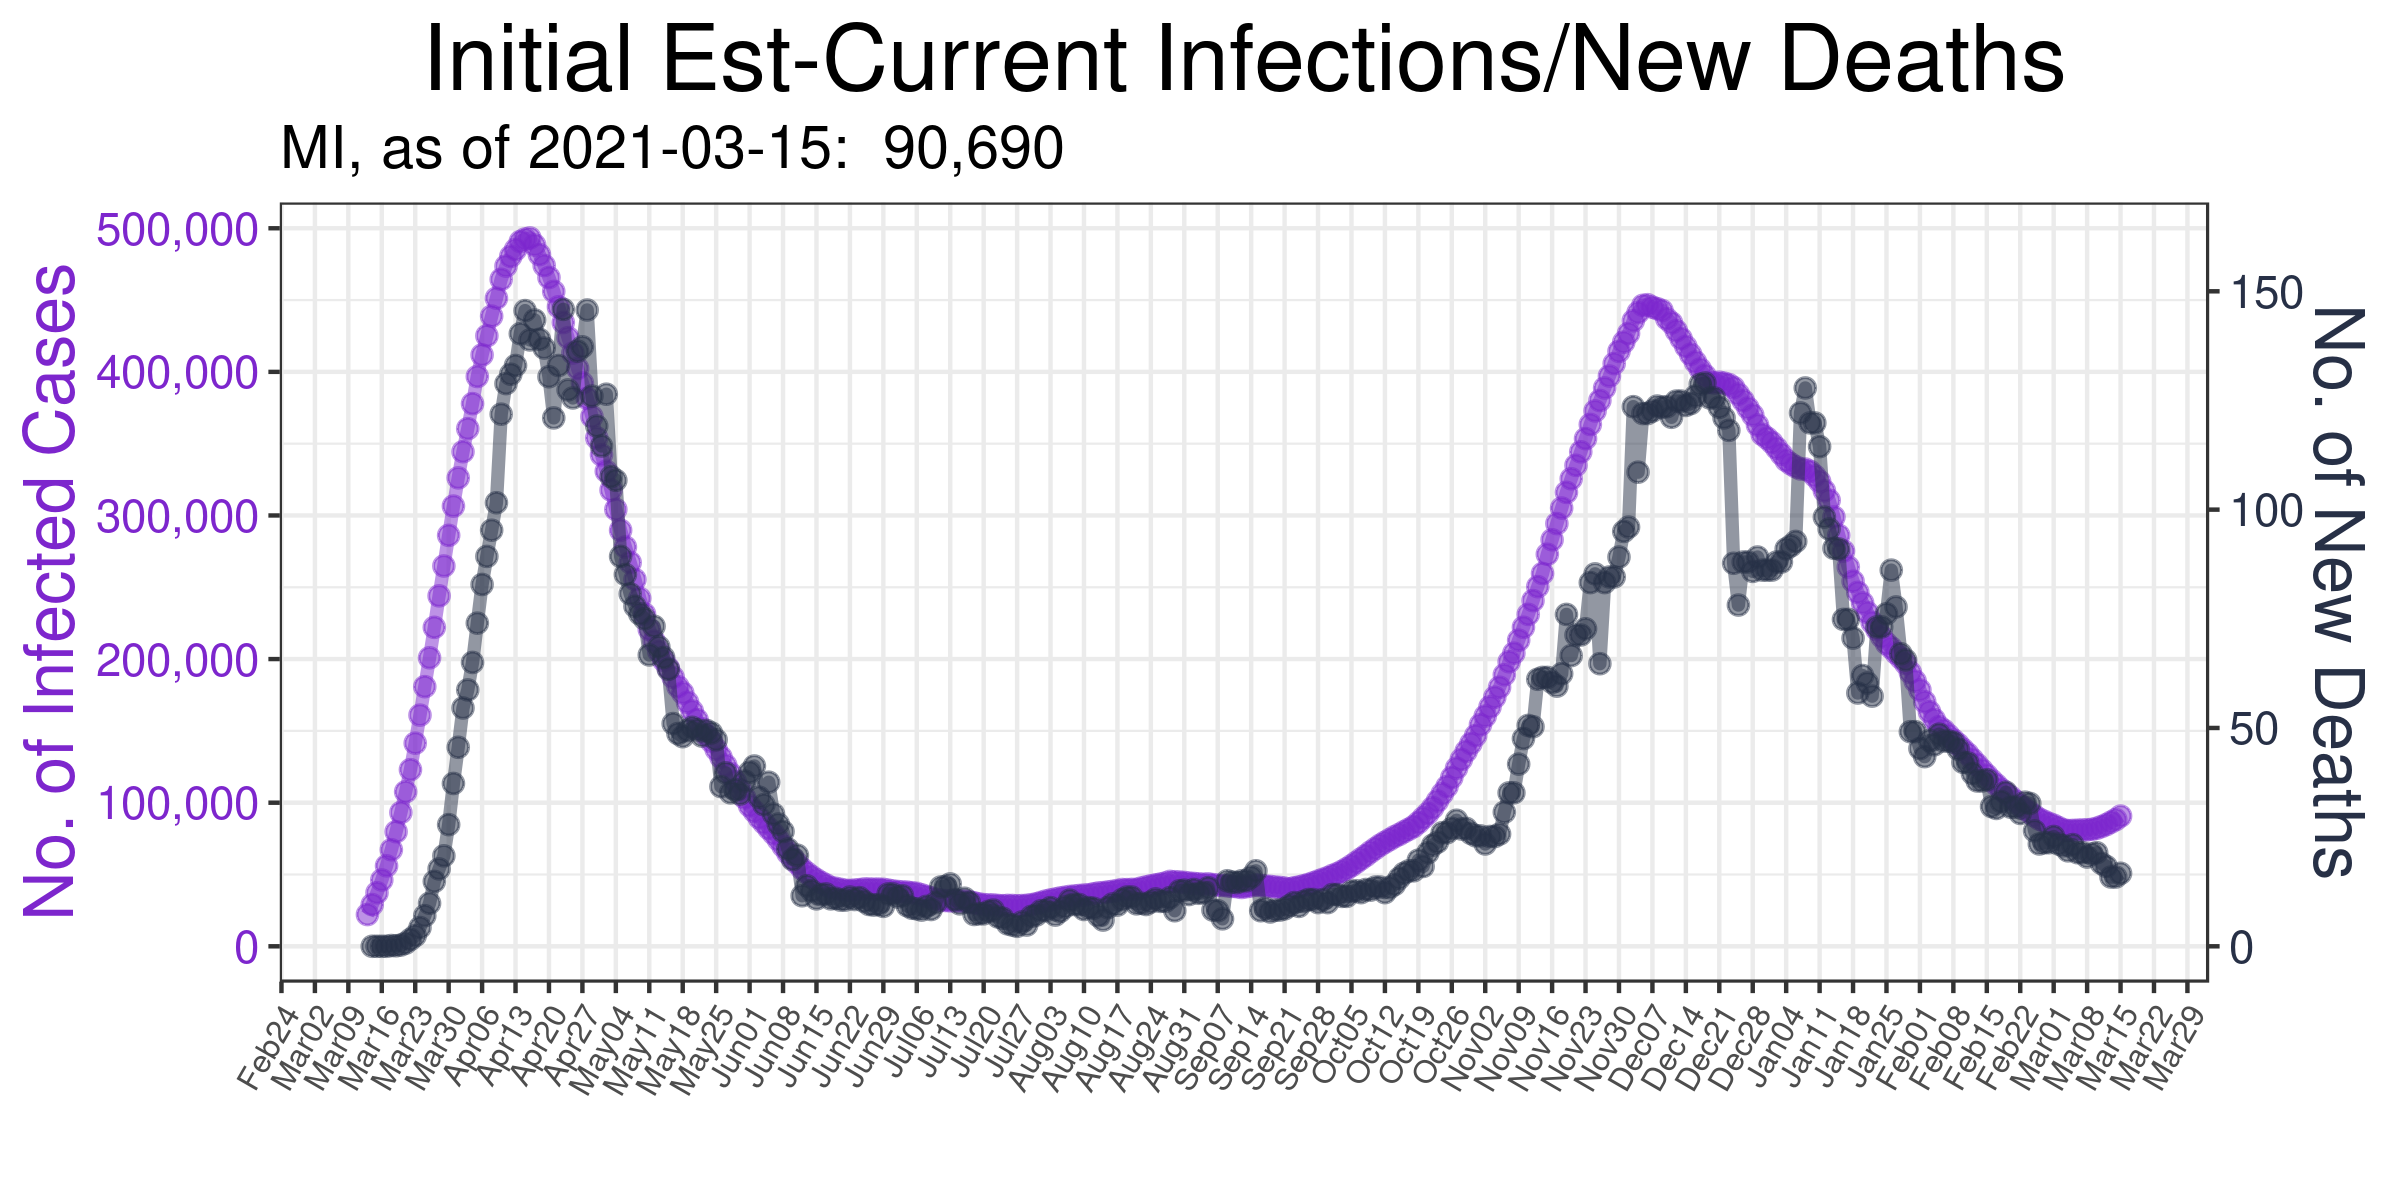 Initial Est-Current Infections/New Deaths
MI, as of 2021-03-15: 90,690
No. of Infected Cases
500,000
400,000
300,000
200,000
100,000
0
150
100
50
0
No. of New Deaths
Feb24
Mar02
Mar09
Mar16
Mar23
Mar30
Apr06
Apr13
Apr20
Apr27
May04
May11
May18
May25
Jun01
Jun08
Jun15
Jun22
Jun29
Jul06
Jul13
Jul20
Jul27
Aug03
Aug10
Aug17
Aug24
Aug31
Sep07
Sep14
Sep21
Sep28
Oct05
Oct12
Oct19
Oct26
Nov02
Nov09
Nov16
Nov23
Nov30
Dec07
Dec14
Dec21
Dec28
Jan04
Jan11
Jan18
Jan25
Feb01
Feb08
Feb15
Feb22
Mar01
Mar08
Mar15
Mar22
Mar29